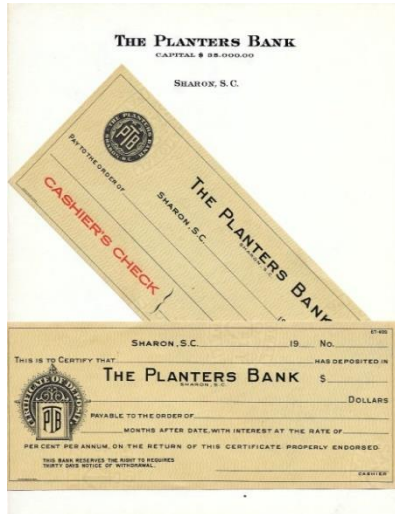 THE PLANTERS BANK
CAPITAL $ 35.000.00
SHARON, S. C.
THE PLANTERS BANK
SHARON, S.C.
PTB
PAY TO THE ORDER OF
SHARON, S.C.
THE PLANTERS BANK
SHARON, S.C.
CASHIER'S CHECK
SHARON, S.C. 19 No.
THIS IS TO CERTIFY THAT HAS DEPOSITED IN
THE PLANTERS BANK $
SHARON, S.C.
DOLLARS
CERTIFICATE OF DEPOSIT
PTB
PAYABLE TO THE ORDER OF
MONTHS AFTER DATE, WITH INTEREST AT THE RATE OF
PER CENT PER ANNUM, ON THE RETURN OF THIS CERTIFICATE PROPERLY ENDORSED.
THIS BANK RESERVES THE RIGHT TO REQUIRES
THIRTY DAYS NOTICE OF WITHDRAWAL.
CASHIER